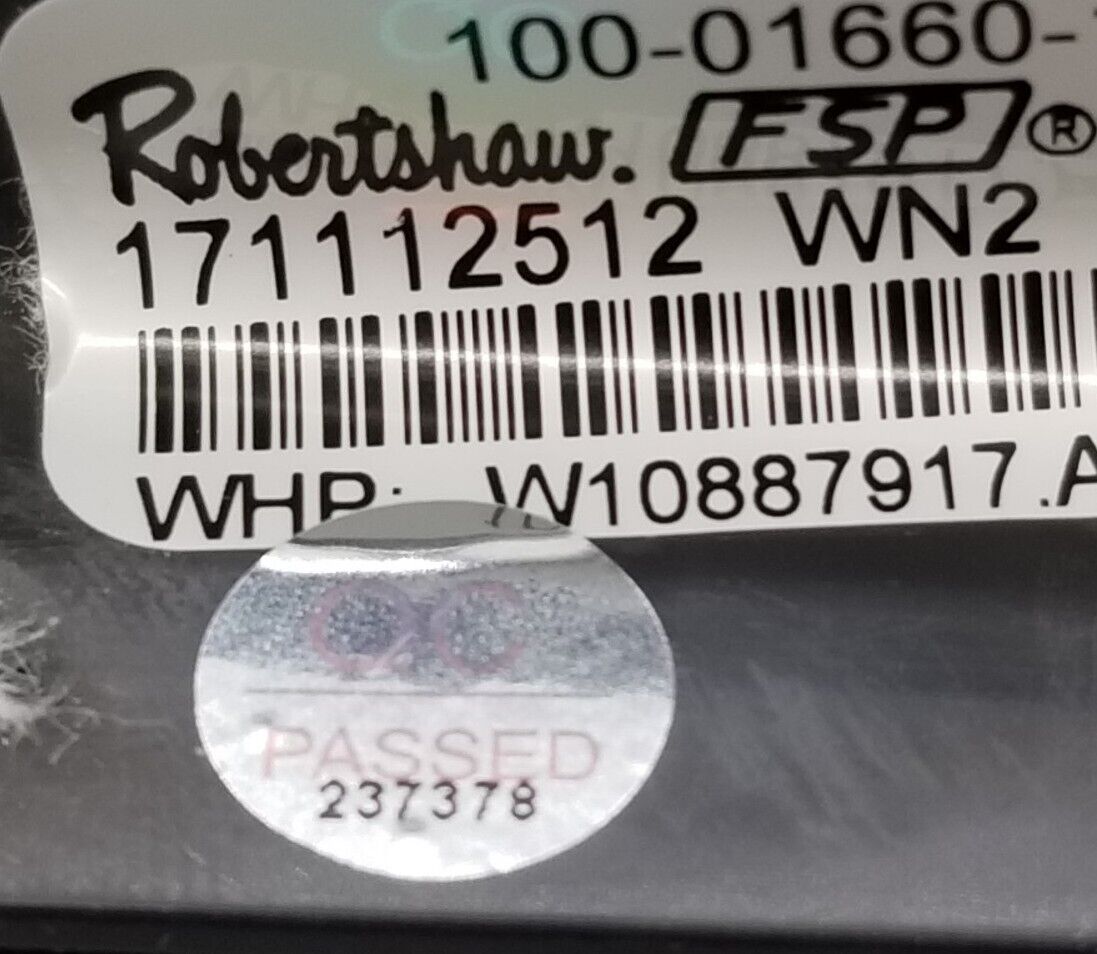 100-01660-
Robertshaw. FSP®
171112512 WN2
WHP: W10887917.A
QC
PASSED
237378